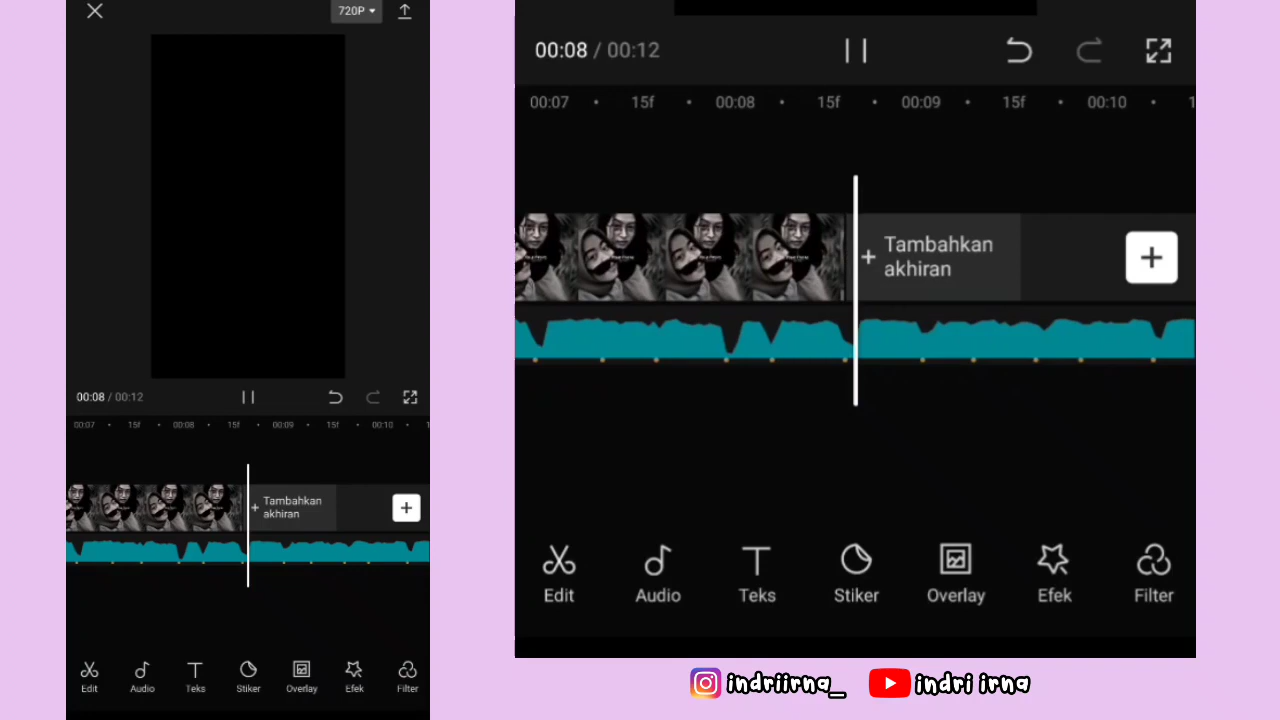 720P
00:08 / 00:12
00:07 15f 00:08 15f 00:09 15f 00:10 1
+ Tambahkan
akhiran
Edit Audio Teks Stiker Overlay Efek Filter
00:08 / 00:12
00:07 15f 00:08 15f 00:09 15f 00:10 1
+ Tambahkan
akhiran
Edit Audio Teks Stiker Overlay Efek Filter
indriirna_ indri irna